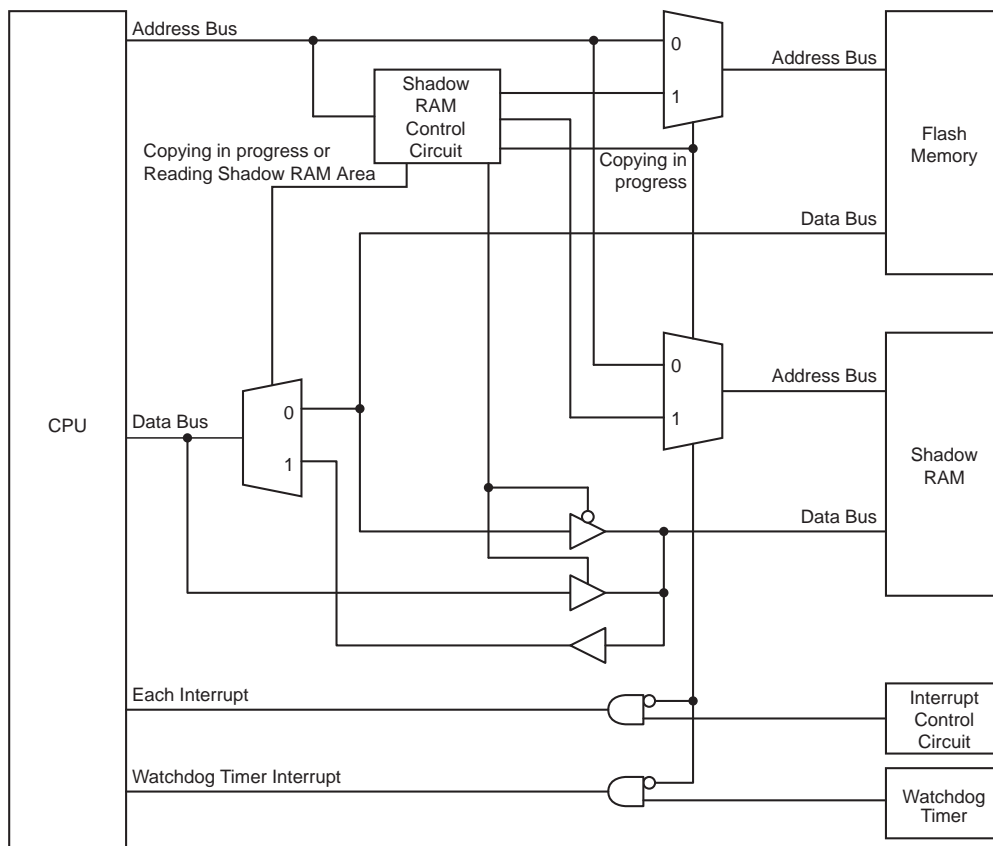 Address Bus
0
1
Address Bus
Shadow
RAM
Control
Circuit
Flash
Memory
Copying in progress or
Reading Shadow RAM Area
Copying in
progress
Data Bus
0
1
Address Bus
CPU
Data Bus
0
1
Shadow
RAM
Data Bus
Each Interrupt
Interrupt
Control
Circuit
Watchdog Timer Interrupt
Watchdog
Timer